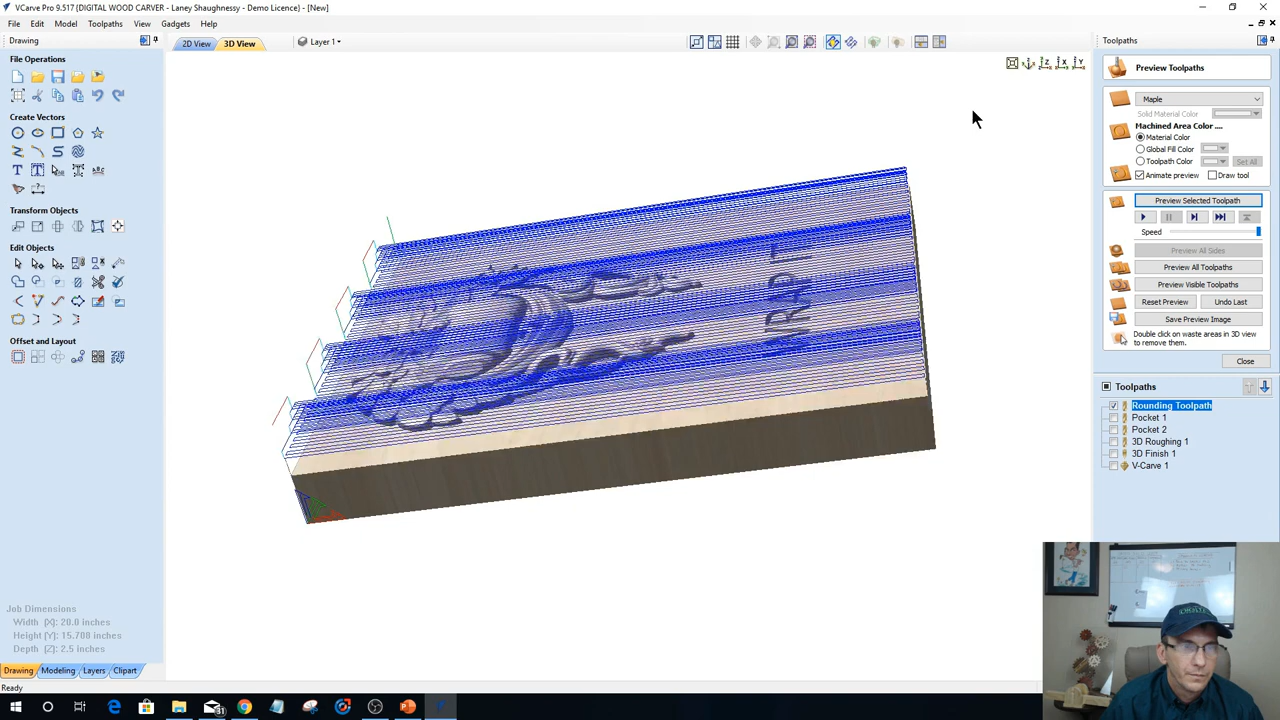 VCarve Pro 9.517 {DIGITAL WOOD CARVER - Laney Shaughnessy - Demo Licence} - [New]
File Edit Model Toolpaths View Gadgets Help
Drawing
2D View 3D View Layer 1
Toolpaths
File Operations
Create Vectors
Transform Objects
Edit Objects
Offset and Layout
Job Dimensions
Width (X): 20.0 inches
Height (Y): 15.708 inches
Depth (Z): 2.5 inches
Drawing Modeling Layers Clipart
Ready
Z X Y
Preview Toolpaths
Maple
Solid Material Color
Machined Area Color ....
Material Color
Global Fill Color
Toolpath Color Set All
Animate preview Draw tool
Preview Selected Toolpath
Speed
Preview All Sides
Preview All Toolpaths
Preview Visible Toolpaths
Reset Preview Undo Last
Save Preview Image
Double click on waste areas in 3D view
to remove them.
Close
Toolpaths
Rounding Toolpath
Pocket 1
Pocket 2
3D Roughing 1
3D Finish 1
V-Carve 1
31